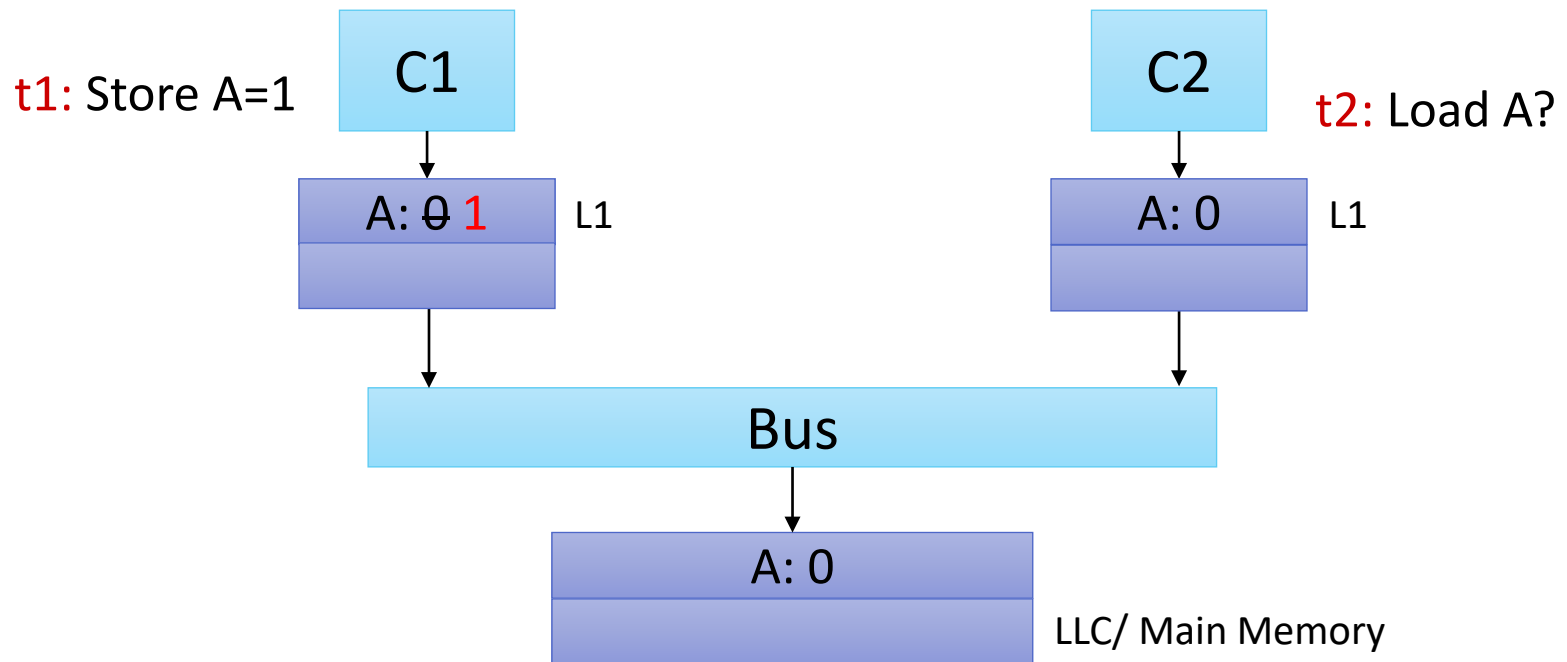 C1
C2
t1: Store A=1
t2: Load A?
A: 0 1
L1
A: 0
L1
Bus
A: 0
LLC/ Main Memory